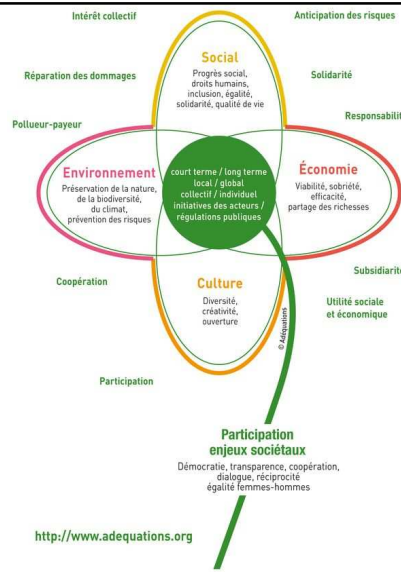 Intérêt collectif
Anticipation des risques
Social
Progrès social,
droits humains,
inclusion, égalité,
solidarité, qualité de vie
Réparation des dommages
Solidarité
Pollueur-payeur
Responsabilit
Environnement
Préservation de la nature,
de la biodiversité,
du climat,
prévention des risques
court terme / long terme
local / global
collectif / individuel
initiatives des acteurs /
régulations publiques
Économie
Viabilité, sobriété,
efficacité,
partage des richesses
Coopération
Culture
Diversité,
créativité,
ouverture
Subsidiarité
Utilité sociale
et économique
© Adéquations
Participation
Participation
enjeux sociétaux
Démocratie, transparence, coopération,
dialogue, réciprocité
égalité femmes-hommes
http://www.adequations.org